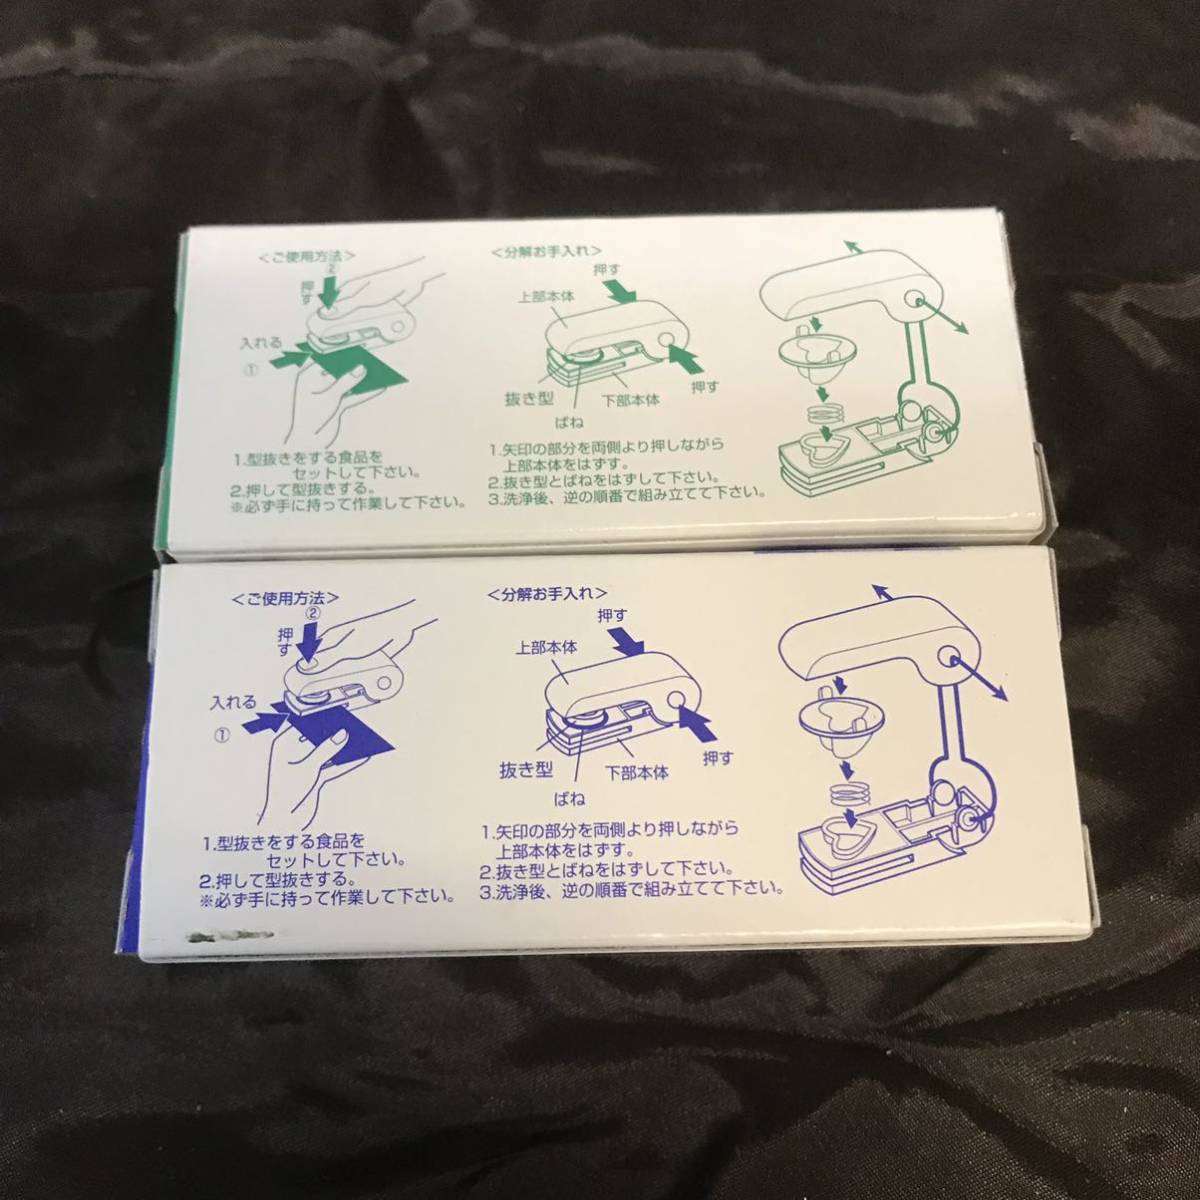 <ご使用方法>
②
押す
入れる
①
1.型抜きをする食品を
セットして下さい。
2.押して型抜きする。
※必ず手に持って作業して下さい。
<分解お手入れ>
押す
上部本体
押す
抜き型
下部本体
ばね
1.矢印の部分を両側より押しながら
上部本体をはずす。
2.抜き型とばねをはずして下さい。
3.洗浄後、逆の順番で組み立てて下さい。
<ご使用方法>
②
押す
入れる
①
1.型抜きをする食品を
セットして下さい。
2.押して型抜きする。
※必ず手に持って作業して下さい。
<分解お手入れ>
押す
上部本体
押す
抜き型
下部本体
ばね
1.矢印の部分を両側より押しながら
上部本体をはずす。
2.抜き型とばねをはずして下さい。
3.洗浄後、逆の順番で組み立てて下さい。